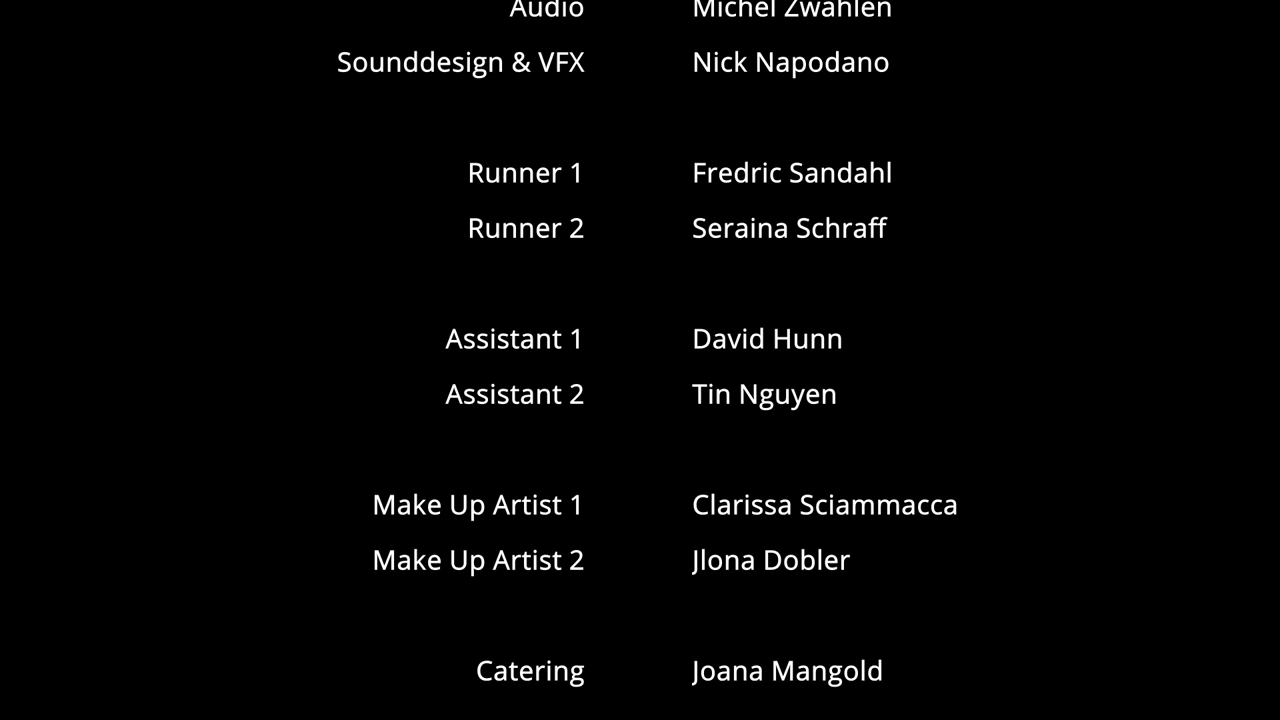 Audio Michel Zwahlen
Sounddesign & VFX Nick Napodano
Runner 1 Fredric Sandahl
Runner 2 Seraina Schraff
Assistant 1 David Hunn
Assistant 2 Tin Nguyen
Make Up Artist 1 Clarissa Sciammacca
Make Up Artist 2 Jlona Dobler
Catering Joana Mangold